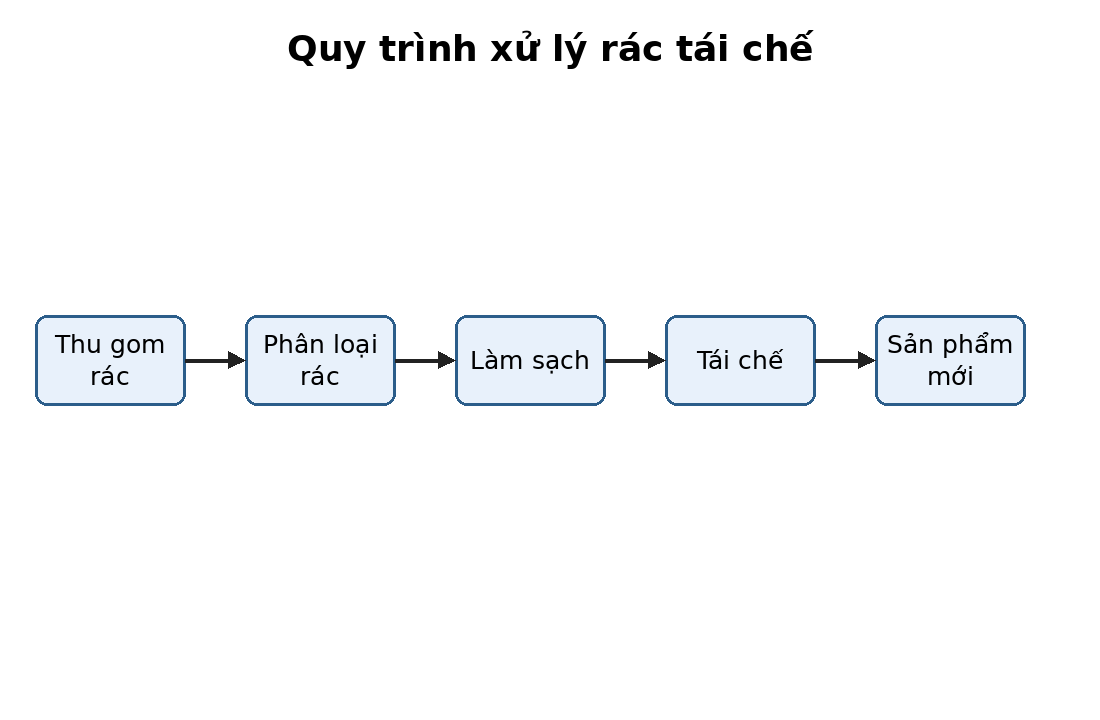 Quy trình xử lý rác tái chế
Thu gom
rác
Phân loại
rác
Làm sạch
Tái chế
Sản phẩm
mới